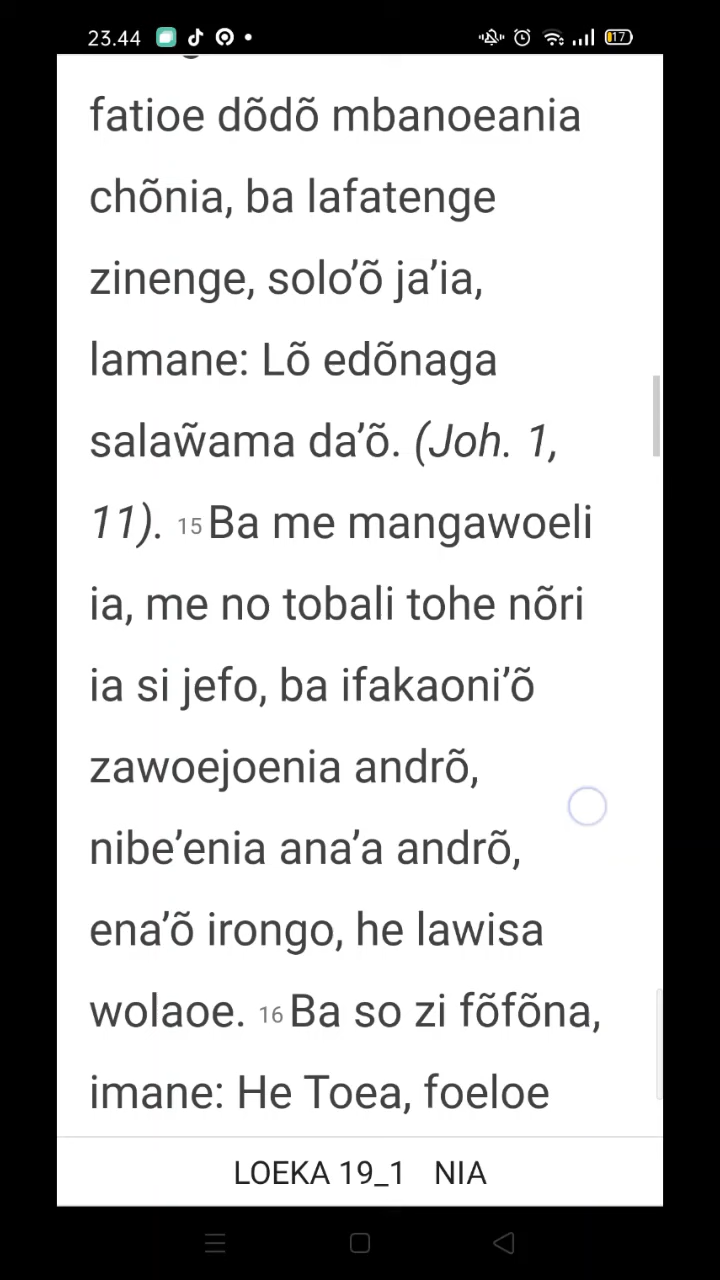 23.44
17
fatioe dõdõ mbanoeania
chõnia, ba lafatenge
zinenge, solo’õ ja’ia,
lamane: Lõ edõnaga
salaw̃ama da’õ. (Joh. 1,
11). 15 Ba me mangawoeli
ia, me no tobali tohe nõri
ia si jefo, ba ifakaoni’õ
zawoejoenia andrõ,
nibe’enia ana’a andrõ,
ena’õ irongo, he lawisa
wolaoe. 16 Ba so zi fõfõna,
imane: He Toea, foeloe
LOEKA 19_1 NIA